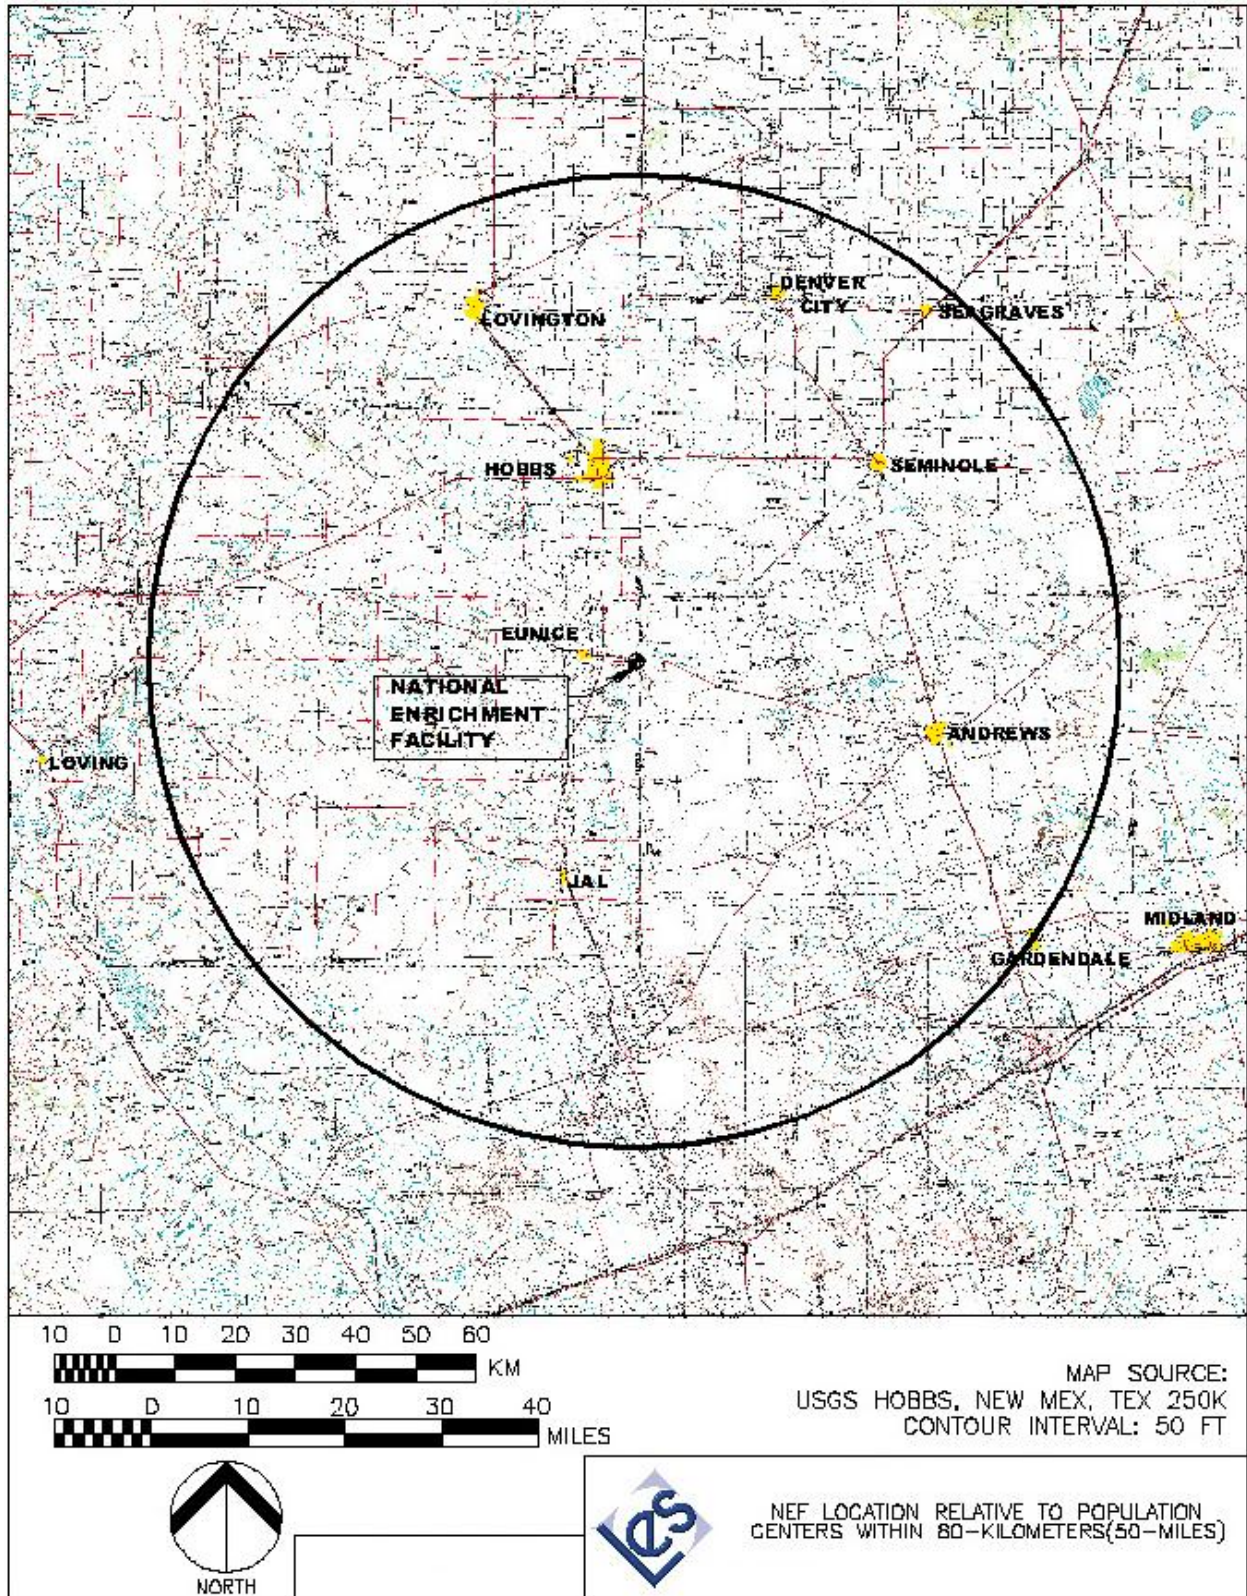 DENVER
CITY
SEAGRAVES
LOVINGTON
HOBBS
SEMINOLE
EUNICE
NATIONAL
ENRICHMENT
FACILITY
ANDREWS
LOVING
JAL
MIDLAND
GARDENDALE
10 0 10 20 30 40 50 60
KM
10 0 10 20 30 40
MILES
MAP SOURCE:
USGS HOBBS, NEW MEX, TEX 250K
CONTOUR INTERVAL: 50 FT
NORTH
LES
NEF LOCATION RELATIVE TO POPULATION
CENTERS WITHIN 80-KILOMETERS(50-MILES)